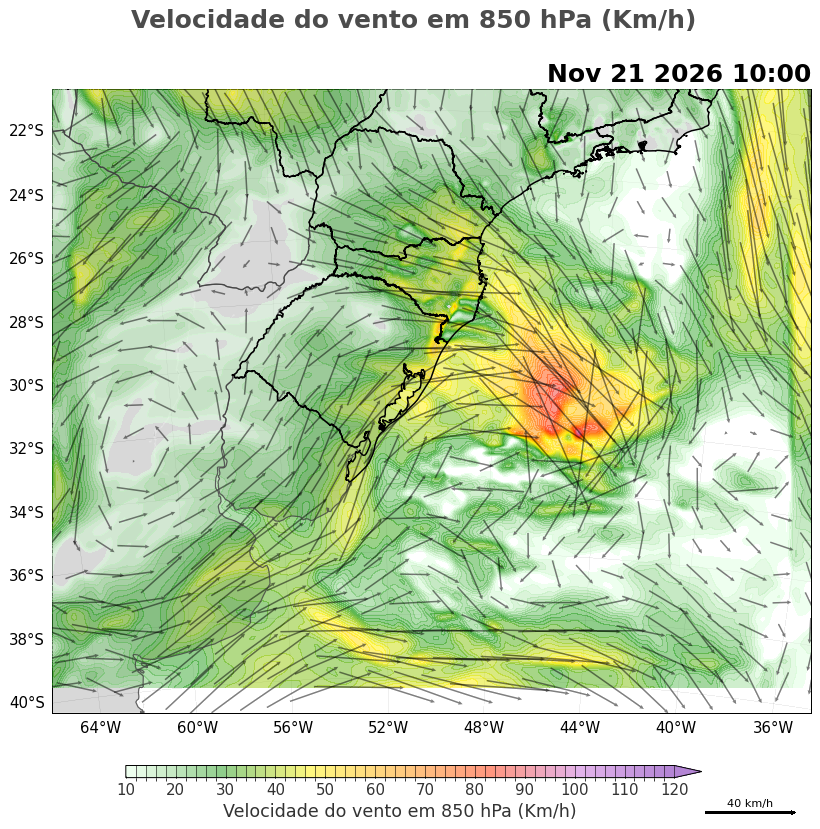 Velocidade do vento em 850 hPa (Km/h)
Nov 21 2026 10:00
22°S
24°S
26°S
28°S
30°S
32°S
34°S
36°S
38°S
40°S
64°W 60°W 56°W 52°W 48°W 44°W 40°W 36°W
10 20 30 40 50 60 70 80 90 100 110 120
Velocidade do vento em 850 hPa (Km/h)
40 km/h